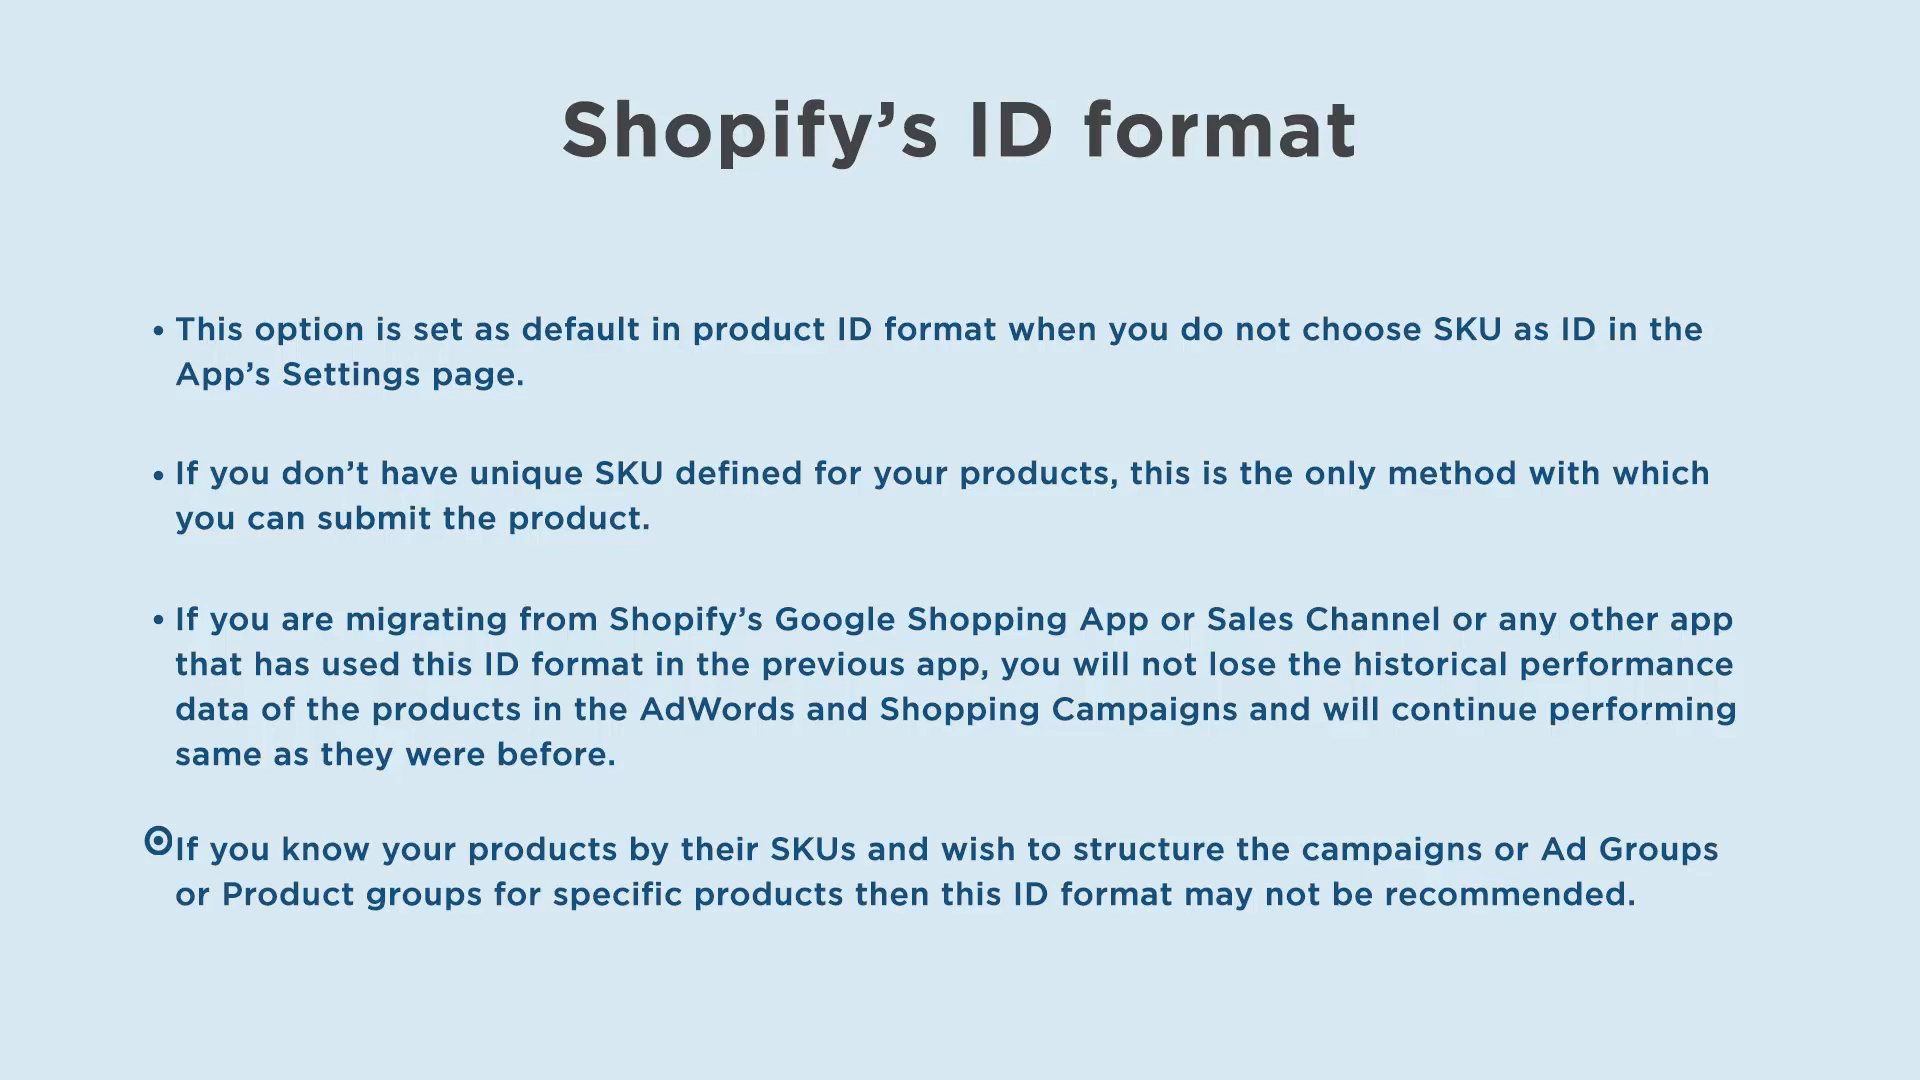 Shopify’s ID format
• This option is set as default in product ID format when you do not choose SKU as ID in the
App’s Settings page.
• If you don’t have unique SKU defined for your products, this is the only method with which
you can submit the product.
• If you are migrating from Shopify’s Google Shopping App or Sales Channel or any other app
that has used this ID format in the previous app, you will not lose the historical performance
data of the products in the AdWords and Shopping Campaigns and will continue performing
same as they were before.
• If you know your products by their SKUs and wish to structure the campaigns or Ad Groups
or Product groups for specific products then this ID format may not be recommended.